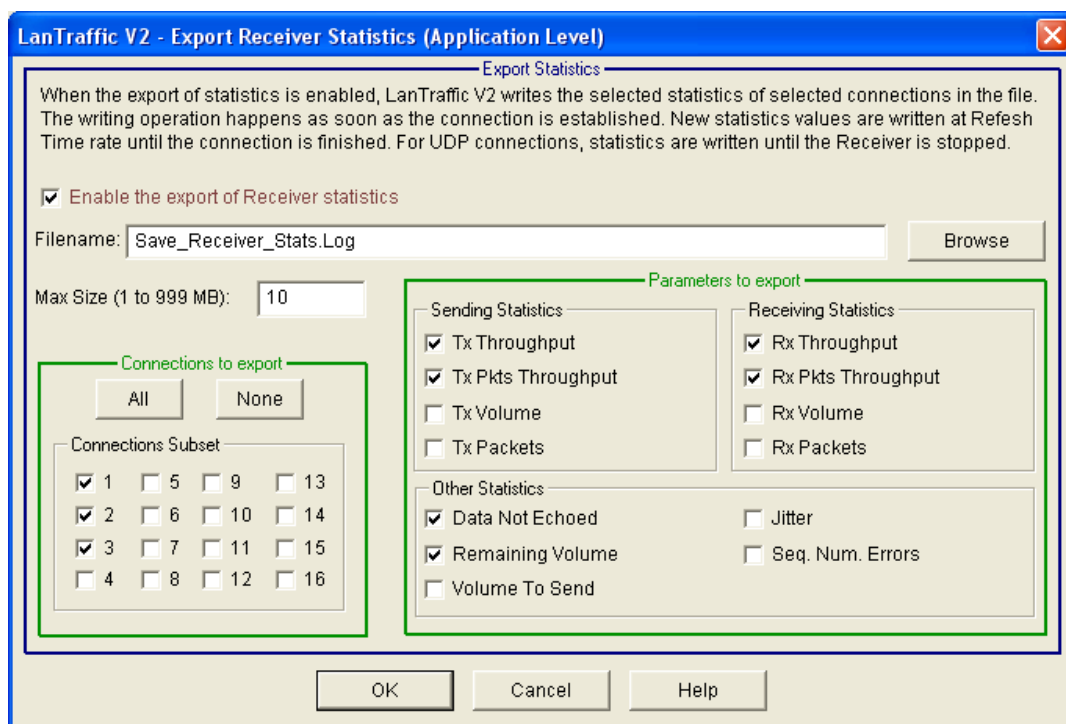 LanTraffic V2 - Export Receiver Statistics (Application Level)
Export Statistics
When the export of statistics is enabled, LanTraffic V2 writes the selected statistics of selected connections in the file.
The writing operation happens as soon as the connection is established. New statistics values are written at Refesh
Time rate until the connection is finished. For UDP connections, statistics are written until the Receiver is stopped.
Enable the export of Receiver statistics
Filename: Save_Receiver_Stats.Log Browse
Max Size (1 to 999 MB): 10
Connections to export
All None
Connections Subset
1 5 9 13
2 6 10 14
3 7 11 15
4 8 12 16
Parameters to export
Sending Statistics
Tx Throughput
Tx Pkts Throughput
Tx Volume
Tx Packets
Receiving Statistics
Rx Throughput
Rx Pkts Throughput
Rx Volume
Rx Packets
Other Statistics
Data Not Echoed
Remaining Volume
Volume To Send
Jitter
Seq. Num. Errors
OK Cancel Help